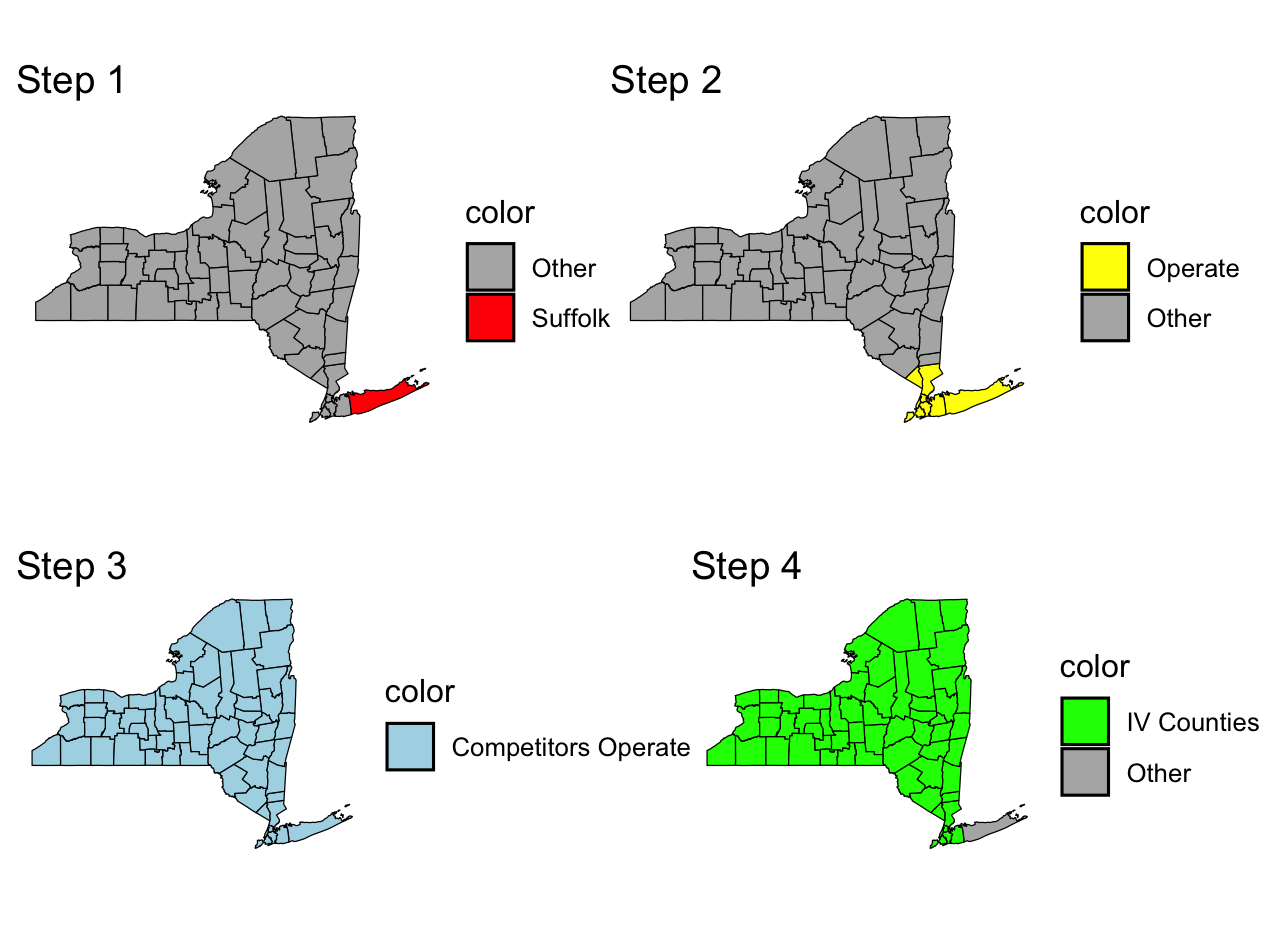 Step 1
color
Other
Suffolk
Step 2
color
Operate
Other
Step 3
color
Competitors Operate
Step 4
color
IV Counties
Other